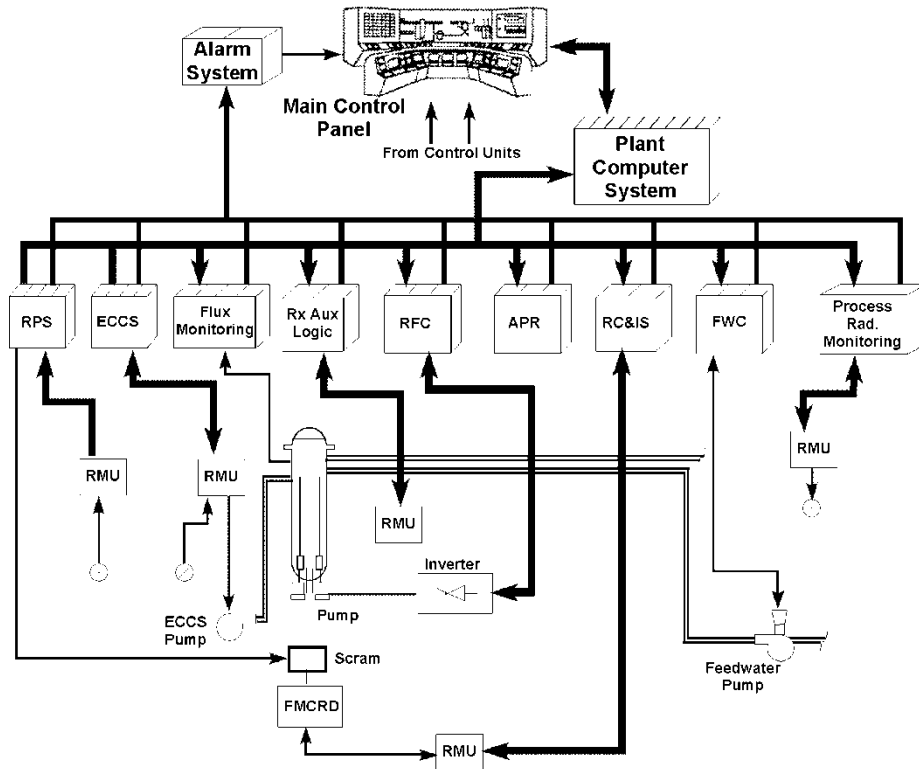 Alarm
System
Main Control
Panel
From Control Units
Plant
Computer
System
RPS
ECCS
Flux
Monitoring
Rx Aux
Logic
RFC
APR
RC&IS
FWC
Process
Rad.
Monitoring
RMU
RMU
RMU
RMU
Inverter
Pump
ECCS
Pump
Scram
FMCRD
RMU
Feedwater
Pump